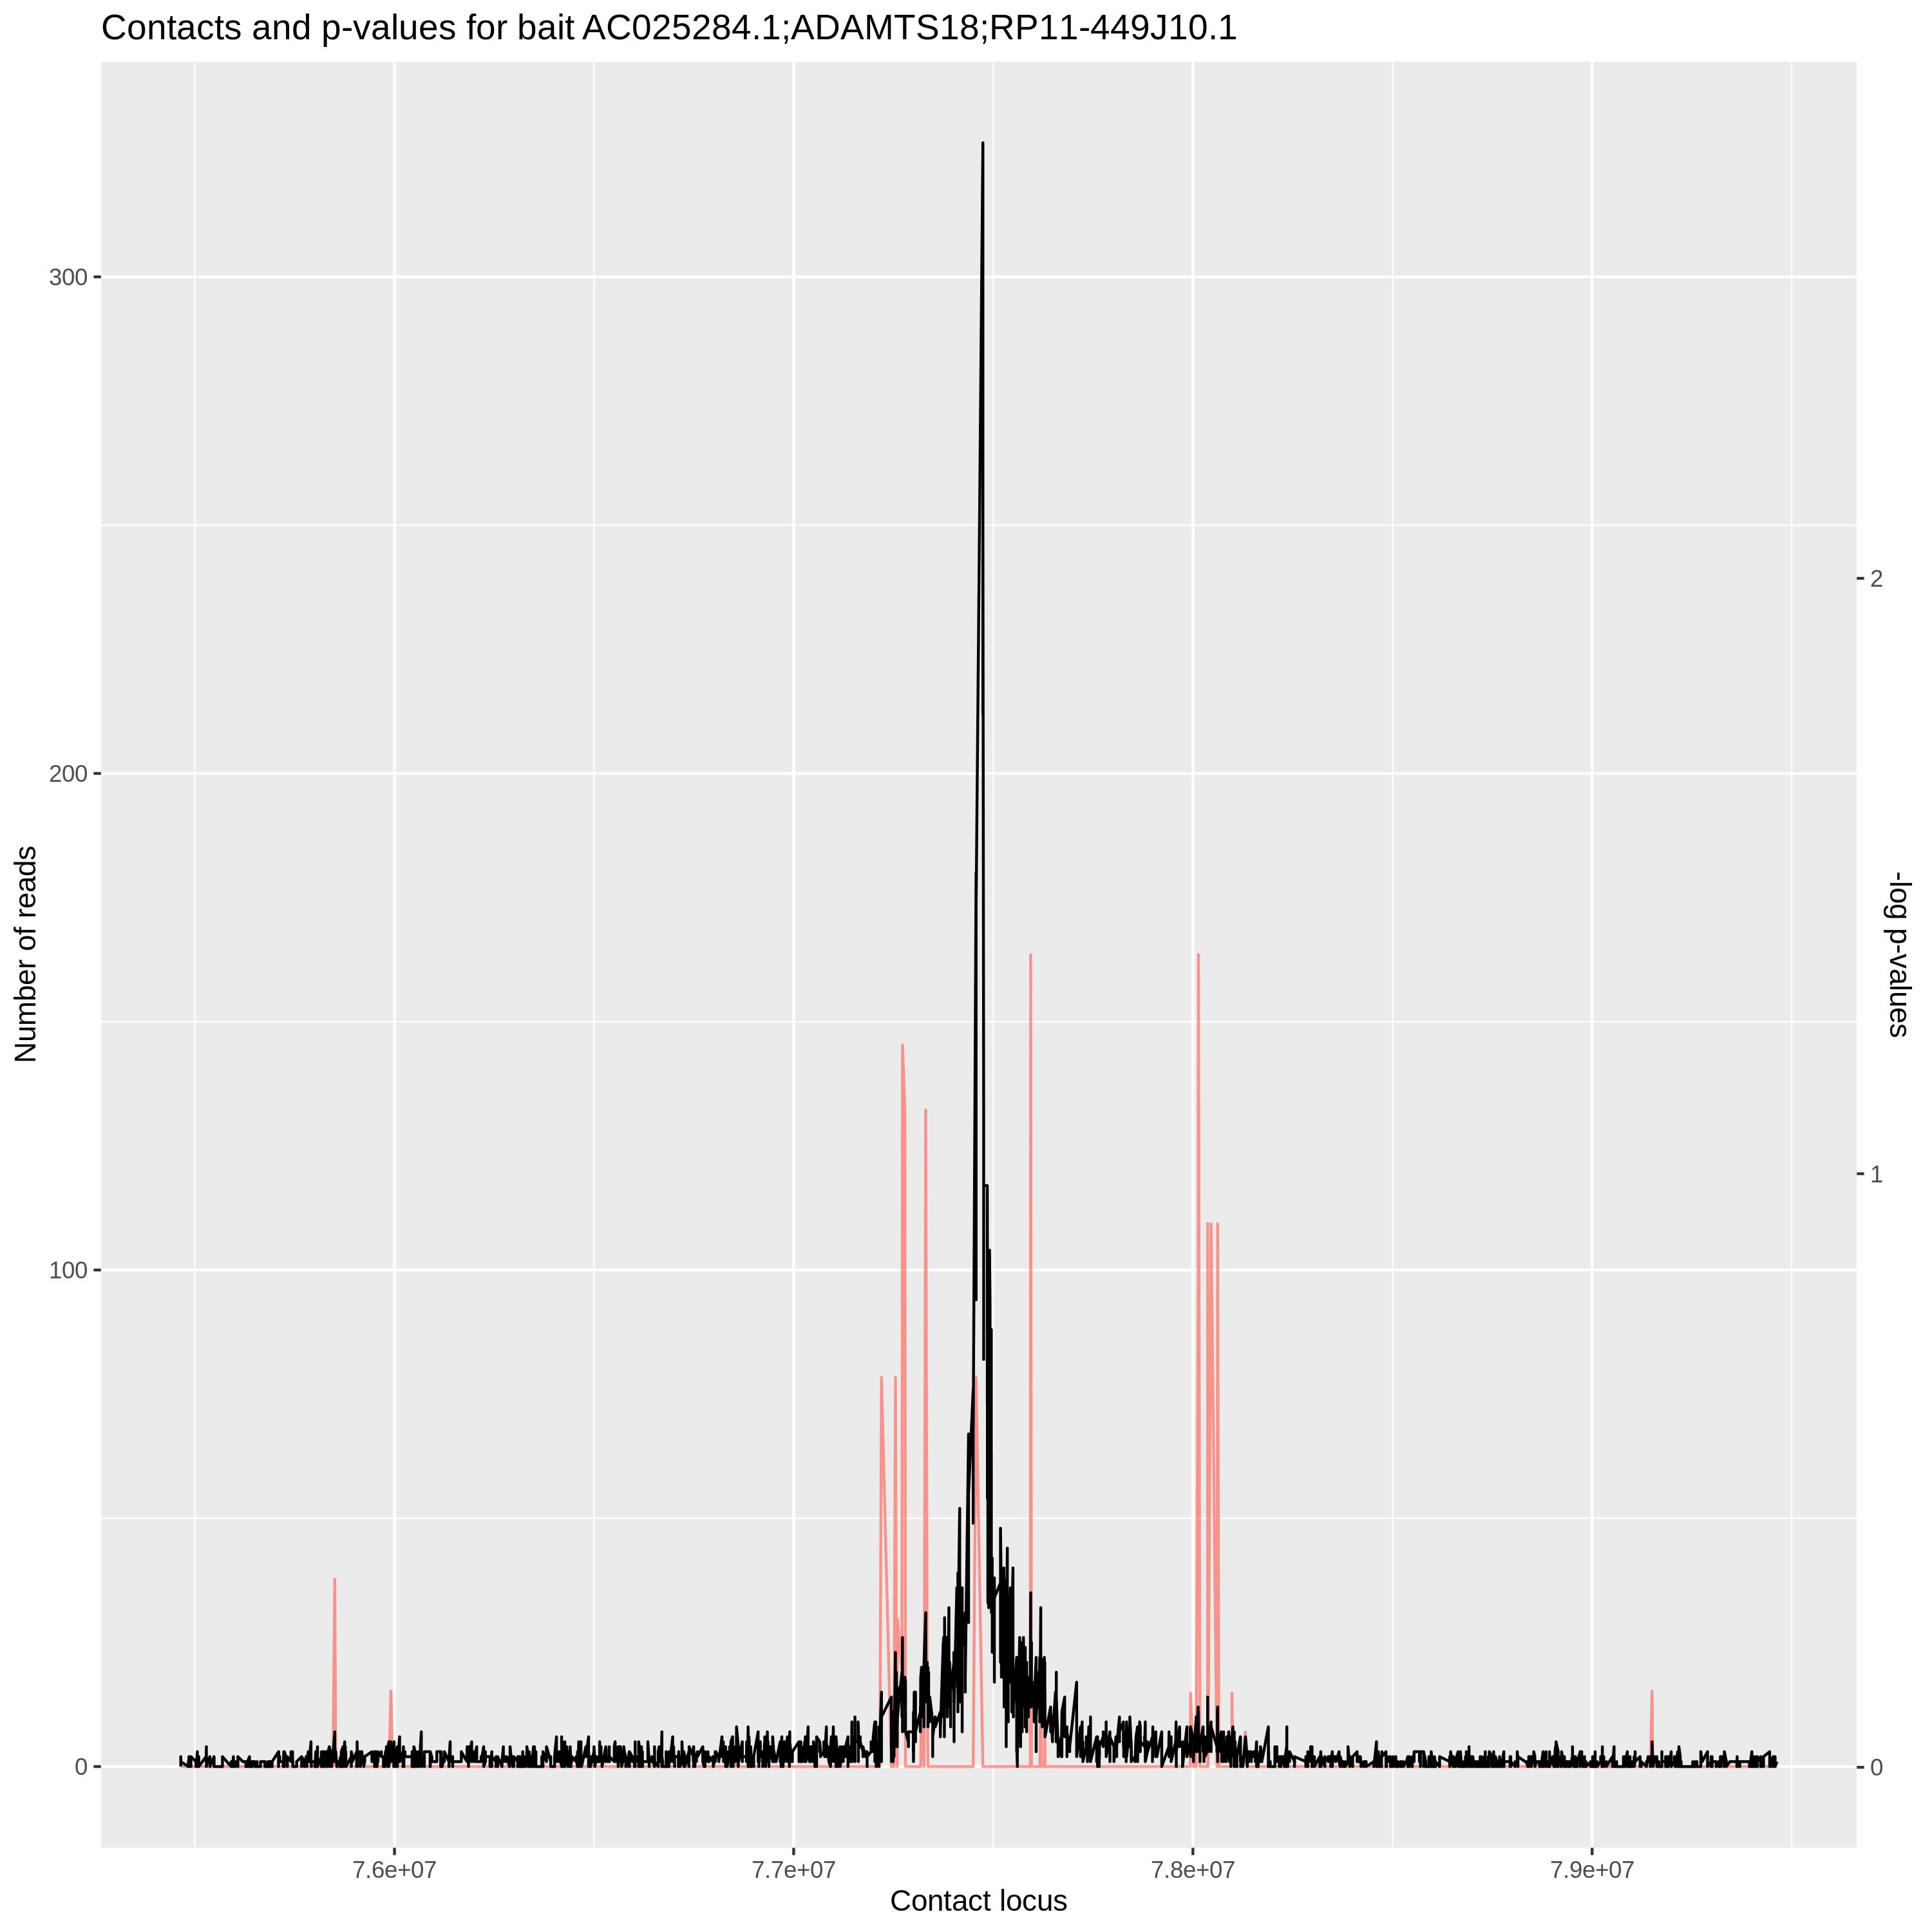 Contacts and p-values for bait AC025284.1;ADAMTS18;RP11-449J10.1
300
200
100
0
Number of reads
2
1
0
-log p-values
7.6e+07
7.7e+07
7.8e+07
7.9e+07
Contact locus